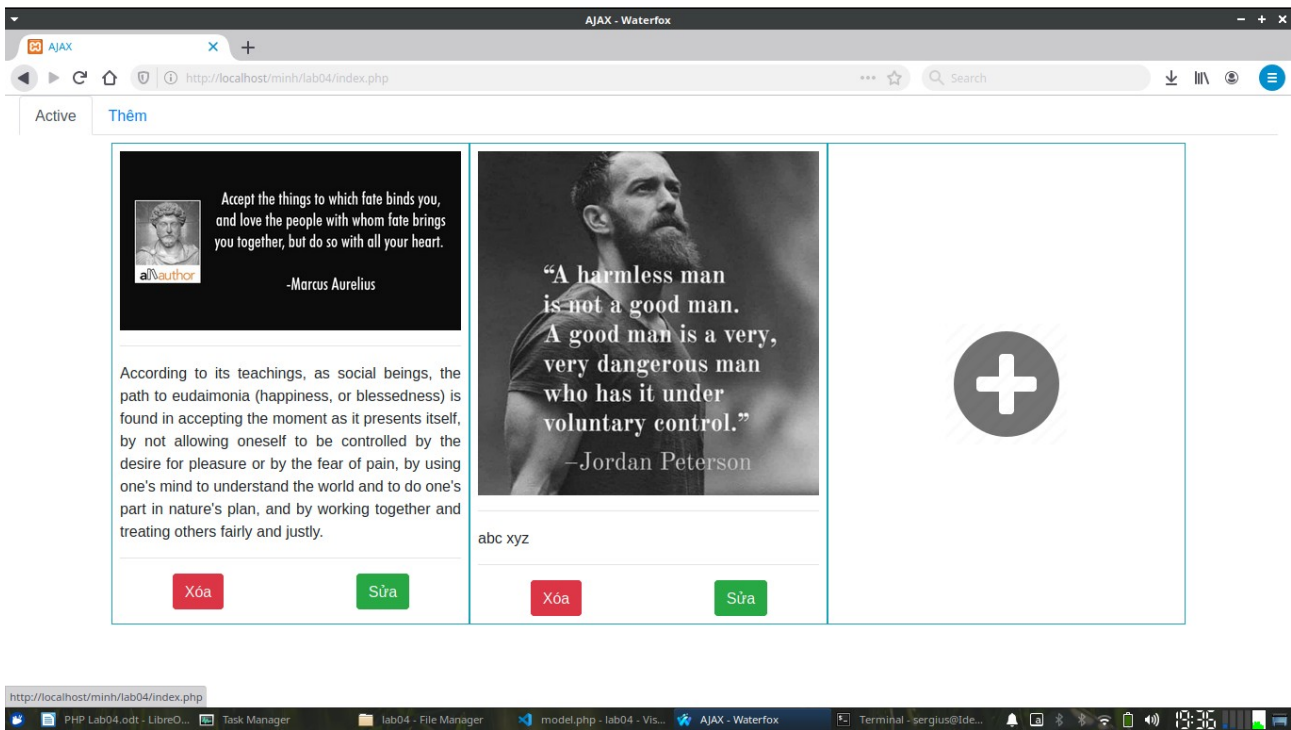 AJAX - Waterfox
AJAX
http://localhost/minh/lab04/index.php
Search
Active
Thêm
Accept the things to which fate binds you,
and love the people with whom fate brings
you together, but do so with all your heart.
-Marcus Aurelius
allauthor
According to its teachings, as social beings, the
path to eudaimonia (happiness, or blessedness) is
found in accepting the moment as it presents itself,
by not allowing oneself to be controlled by the
desire for pleasure or by the fear of pain, by using
one's mind to understand the world and to do one's
part in nature's plan, and by working together and
treating others fairly and justly.
Xóa
Sửa
“A harmless man
is not a good man.
A good man is a very,
very dangerous man
who has it under
voluntary control.”
–Jordan Peterson
abc xyz
Xóa
Sửa
http://localhost/minh/lab04/index.php
PHP Lab04.odt - LibreO...
Task Manager
lab04 - File Manager
model.php - lab04 - Vis...
AJAX - Waterfox
Terminal - sergius@Ide...
a
19:36